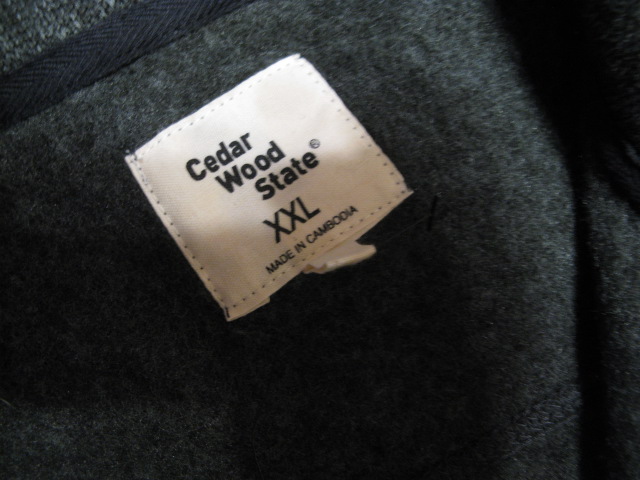 Cedar
Wood
State®
XXL
MADE IN CAMBODIA